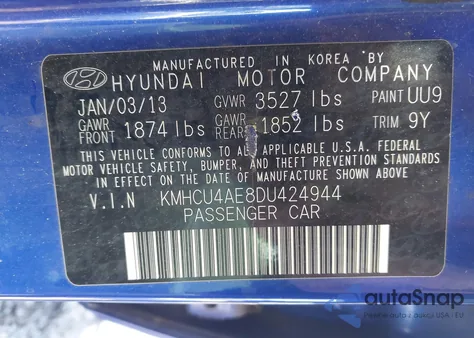 MANUFACTURED IN KOREA BY
HYUNDAI MOTOR COMPANY
JAN/03/13 GVWR 3527 lbs PAINT UU9
GAWR FRONT 1874 lbs GAWR REAR 1852 lbs TRIM 9Y
THIS VEHICLE CONFORMS TO ALL APPLICABLE U.S.A. FEDERAL
MOTOR VEHICLE SAFETY, BUMPER, AND THEFT PREVENTION STANDARDS
IN EFFECT ON THE DATE OF MANUFACTURE SHOWN ABOVE.
V.I.N KMHCU4AE8DU424944
PASSENGER CAR
autoSnap